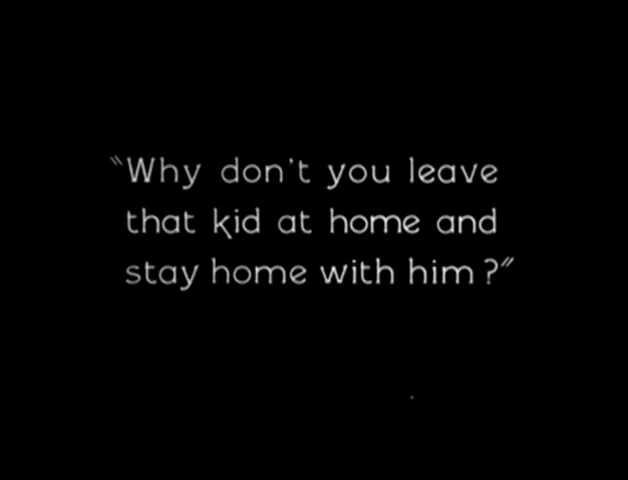 "Why don't you leave
that kid at home and
stay home with him?"